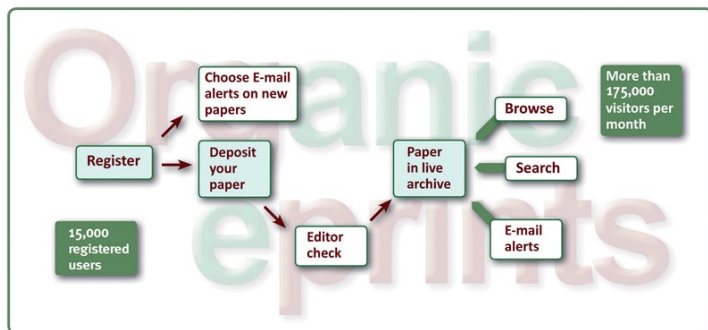 Organic
eprints
Choose E-mail
alerts on new
papers
Register
Deposit
your
paper
Editor
check
Paper
in live
archive
Browse
Search
E-mail
alerts
More than
175,000
visitors per
month
15,000
registered
users